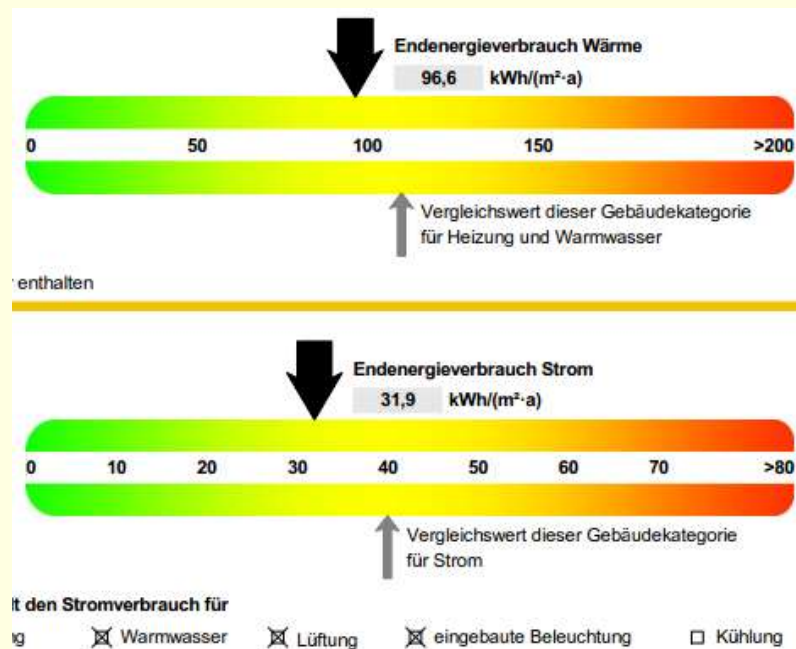 Endenergieverbrauch Wärme
96,6 kWh/(m²·a)
0 50 100 150 >200
Vergleichswert dieser Gebäudekategorie
für Heizung und Warmwasser
enthalten
Endenergieverbrauch Strom
31,9 kWh/(m²·a)
0 10 20 30 40 50 60 70 >80
Vergleichswert dieser Gebäudekategorie
für Strom
lt den Stromverbrauch für
ng ☒ Warmwasser ☒ Lüftung ☒ eingebaute Beleuchtung ☐ Kühlung